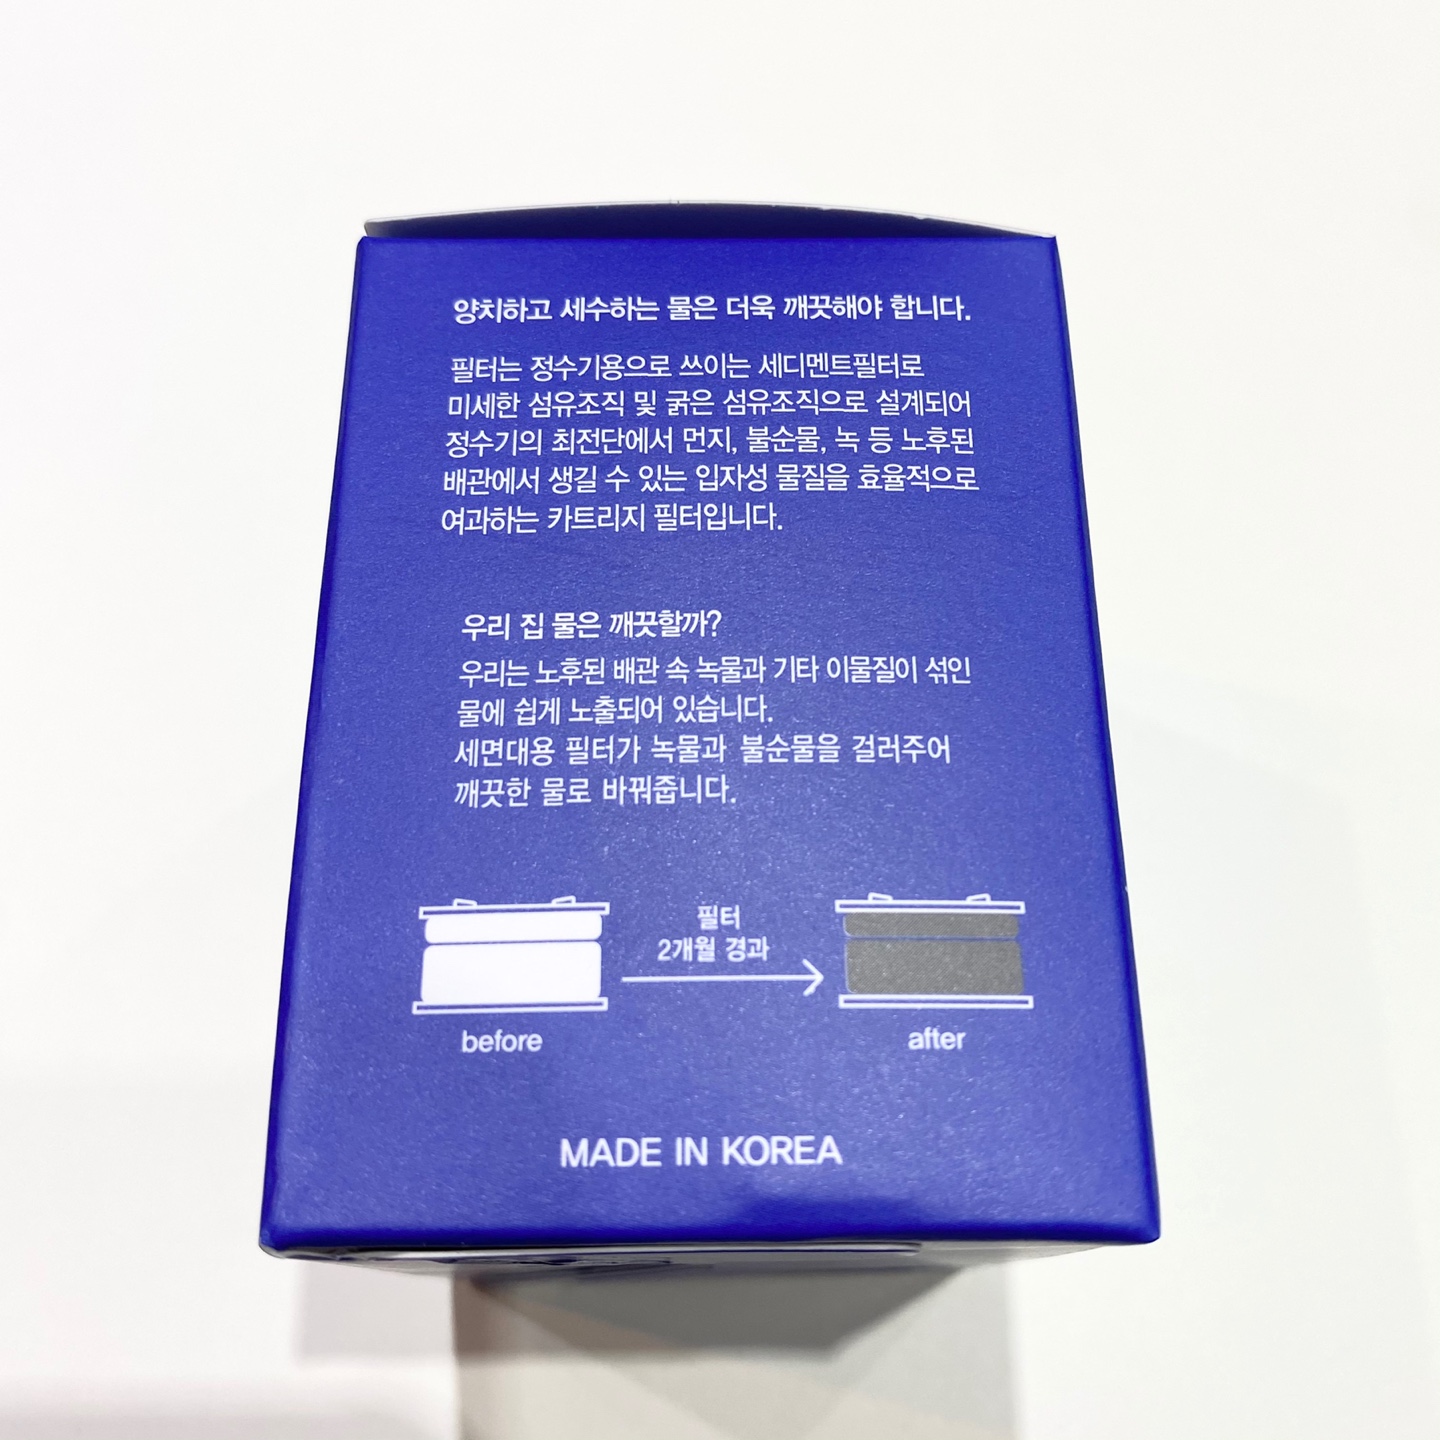 양치하고 세수하는 물은 더욱 깨끗해야 합니다.
필터는 정수기용으로 쓰이는 세디멘트필터로
미세한 섬유조직 및 굵은 섬유조직으로 설계되어
정수기의 최전단에서 먼지, 불순물, 녹 등 노후된
배관에서 생길 수 있는 입자성 물질을 효율적으로
여과하는 카트리지 필터입니다.
우리 집 물은 깨끗할까?
우리는 노후된 배관 속 녹물과 기타 이물질이 섞인
물에 쉽게 노출되어 있습니다.
세면대용 필터가 녹물과 불순물을 걸러주어
깨끗한 물로 바꿔줍니다.
필터
2개월 경과
before
after
MADE IN KOREA